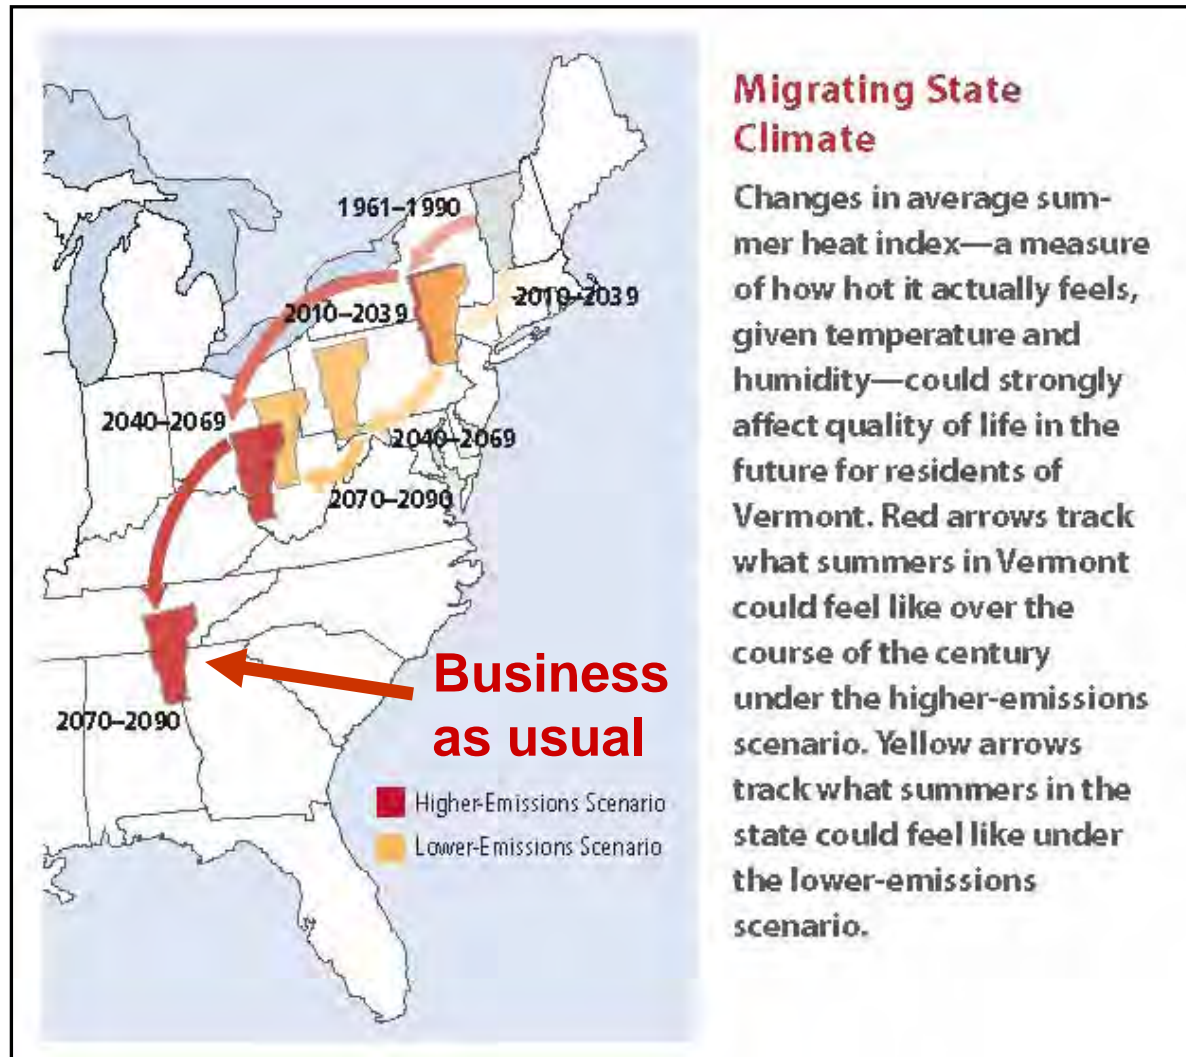 Migrating State
Climate
Changes in average sum-
mer heat index—a measure
of how hot it actually feels,
given temperature and
humidity—could strongly
affect quality of life in the
future for residents of
Vermont. Red arrows track
what summers in Vermont
could feel like over the
course of the century
under the higher-emissions
scenario. Yellow arrows
track what summers in the
state could feel like under
the lower-emissions
scenario.
1961–1990
2010–2039
2010–2039
2040–2069
2040–2069
2070–2090
2070–2090
Business
as usual
Higher-Emissions Scenario
Lower-Emissions Scenario